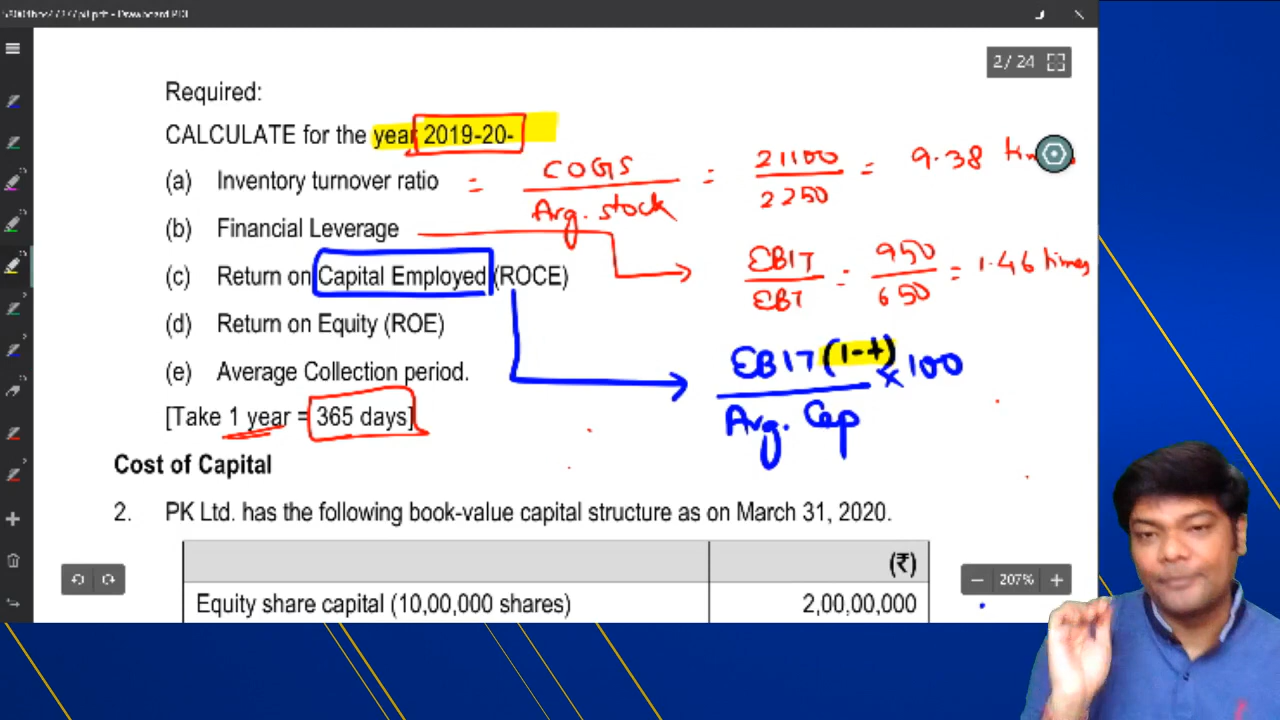 - Drawboard PDF
2 / 24
Required:
CALCULATE for the year 2019-20-
(a) Inventory turnover ratio = COGS / Avg. stock = 21100 / 2250 = 9.38
(b) Financial Leverage
EBIT / EBT = 950 / 650 = 1.46 times
(c) Return on Capital Employed (ROCE)
(d) Return on Equity (ROE)
EBIT (1-t) × 100
Avg. Cap
(e) Average Collection period.
[Take 1 year = 365 days]
Cost of Capital
2. PK Ltd. has the following book-value capital structure as on March 31, 2020.
(₹)
207%
Equity share capital (10,00,000 shares) 2,00,00,000